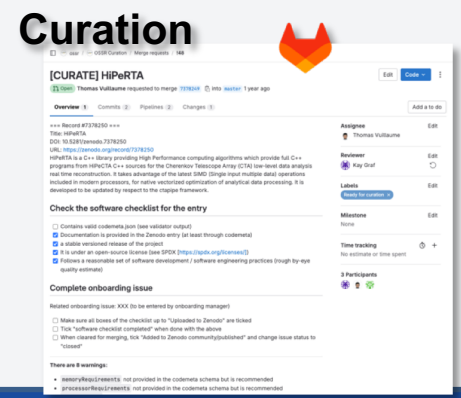 Curation
OSSR Curation / Merge requests / 148
[CURATE] HiPeRTA
Edit
Code
Open Thomas Vuillaume requested to merge 7378249 into master 1 year ago
Overview 1 Commits 2 Pipelines 2 Changes 1
Add a to do
=== Record #7378250 ===
Title: HiPeRTA
DOI: 10.5281/zenodo.7378250
URL: https://zenodo.org/record/7378250
HiPeRTA is a C++ library providing High Performance computing algorithms which provide full C++
programs from HiPeCTA C++ sources for the Cherenkov Telescope Array (CTA) low-level data analysis
real time reconstruction. It takes advantage of the latest SIMD (Single input multiple data) operations
included in modern processors, for native vectorized optimization of analytical data processing. It is
developed to be updated by respect to the ctapipe framework.
Check the software checklist for the entry
Contains valid codemeta.json (see validator output)
Documentation is provided in the Zenodo entry (at least through codemeta)
a stable versioned release of the project
It is under an open-source license (see SPDX [https://spdx.org/licenses/])
Follows a reasonable set of software development / software engineering practices (rough by-eye
quality estimate)
Complete onboarding issue
Related onboarding issue: XXX (to be entered by onboarding manager)
Make sure all boxes of the checklist up to "Uploaded to Zenodo" are ticked
Tick "software checklist completed" when done with the above
When cleared for merging, tick "Added to Zenodo community/published" and change issue status to
"closed"
There are 8 warnings:
memoryRequirements not provided in the codemeta schema but is recommended
processorRequirements not provided in the codemeta schema but is recommended
Assignee
Edit
Thomas Vuillaume
Reviewer
Edit
Kay Graf
Labels
Edit
Ready for curation
Milestone
Edit
None
Time tracking
No estimate or time spent
3 Participants